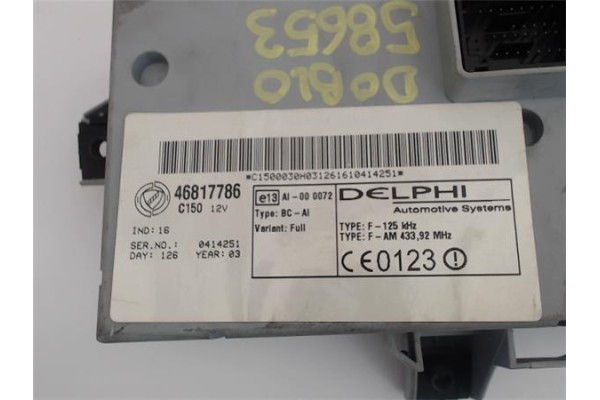 58653
DOBLO
*C1500030H031261610414251*
FIAT
46817786
C150 12V
IND: 16
SER.NO.: 0414251
DAY: 126 YEAR: 03
e13 AI-00 0072
Type: BC-AI
Variant: Full
DELPHI
Automotive Systems
TYPE: F-125 kHz
TYPE: F-AM 433,92 MHz
CE0123!